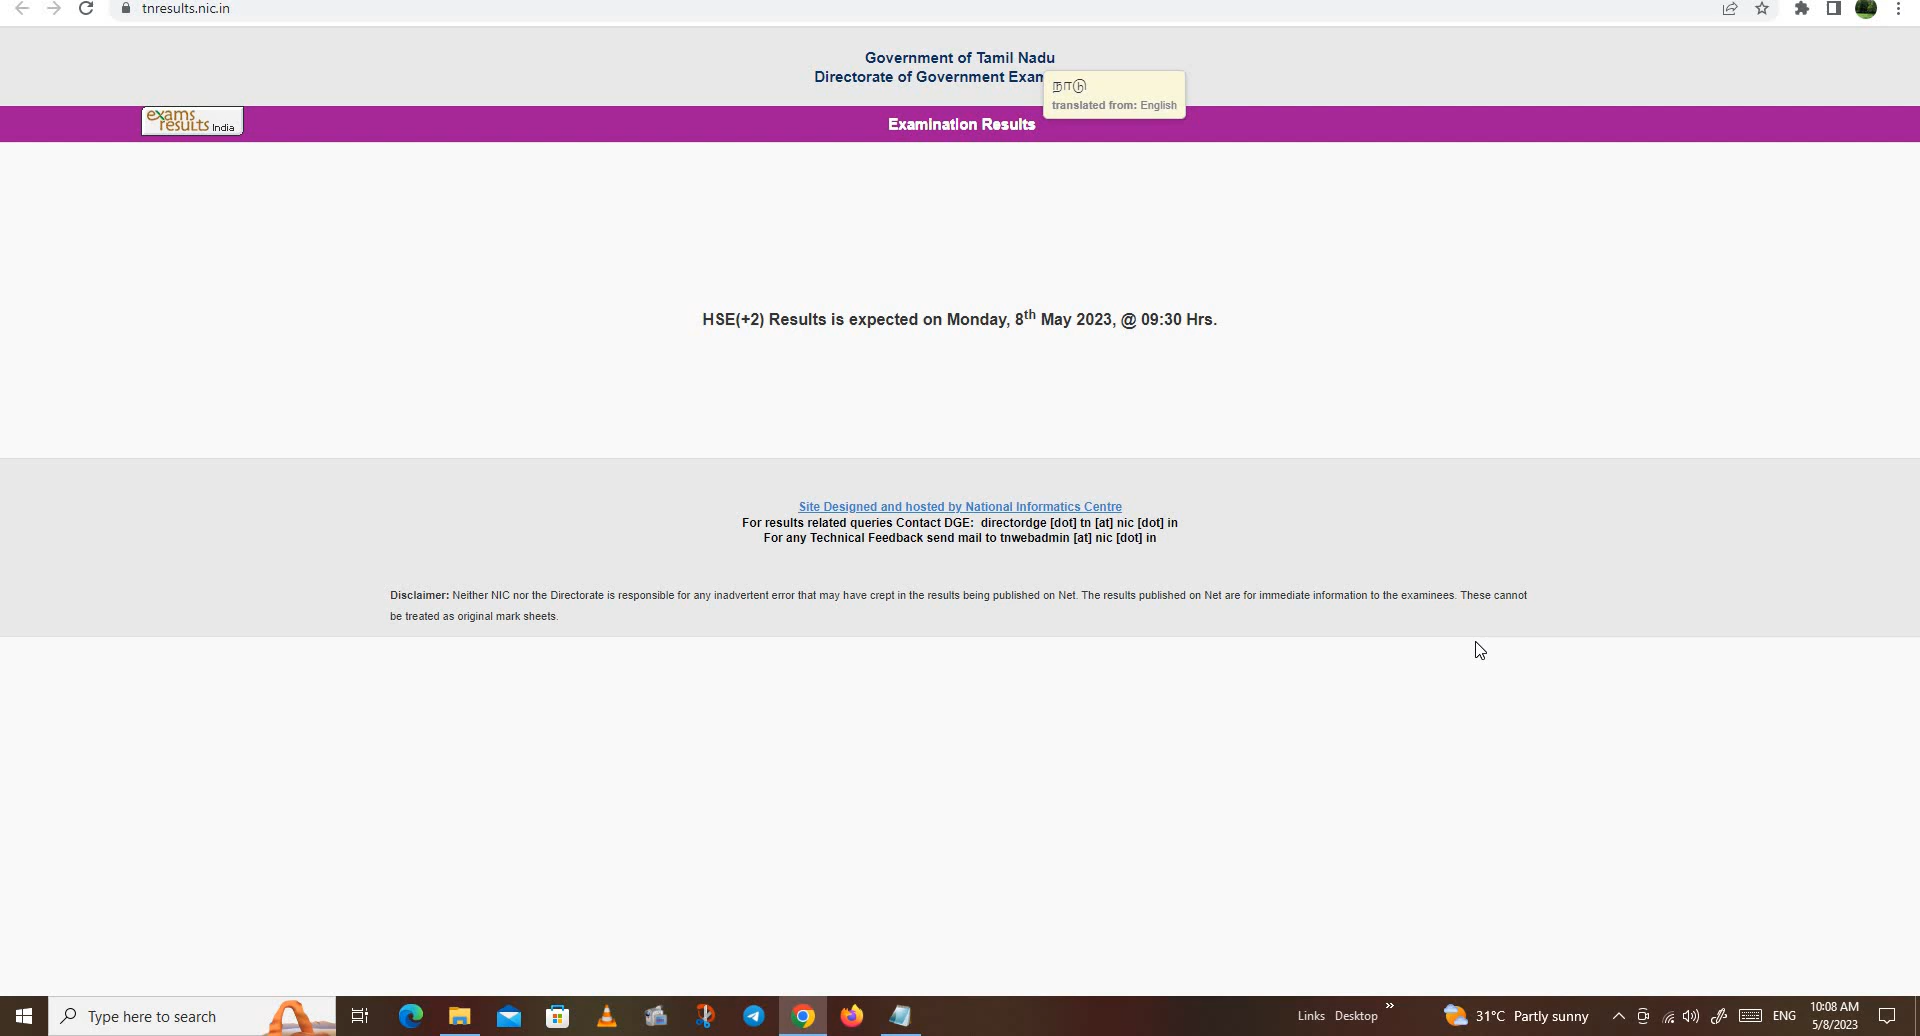 tnresults.nic.in
Government of Tamil Nadu
Directorate of Government Exam
நாடு
translated from: English
exams
results India
Examination Results
HSE(+2) Results is expected on Monday, 8th May 2023, @ 09:30 Hrs.
Site Designed and hosted by National Informatics Centre
For results related queries Contact DGE: directordge [dot] tn [at] nic [dot] in
For any Technical Feedback send mail to tnwebadmin [at] nic [dot] in
Disclaimer: Neither NIC nor the Directorate is responsible for any inadvertent error that may have crept in the results being published on Net. The results published on Net are for immediate information to the examinees. These cannot
be treated as original mark sheets.
Type here to search
Links Desktop
31°C Partly sunny
ENG
10:08 AM
5/8/2023